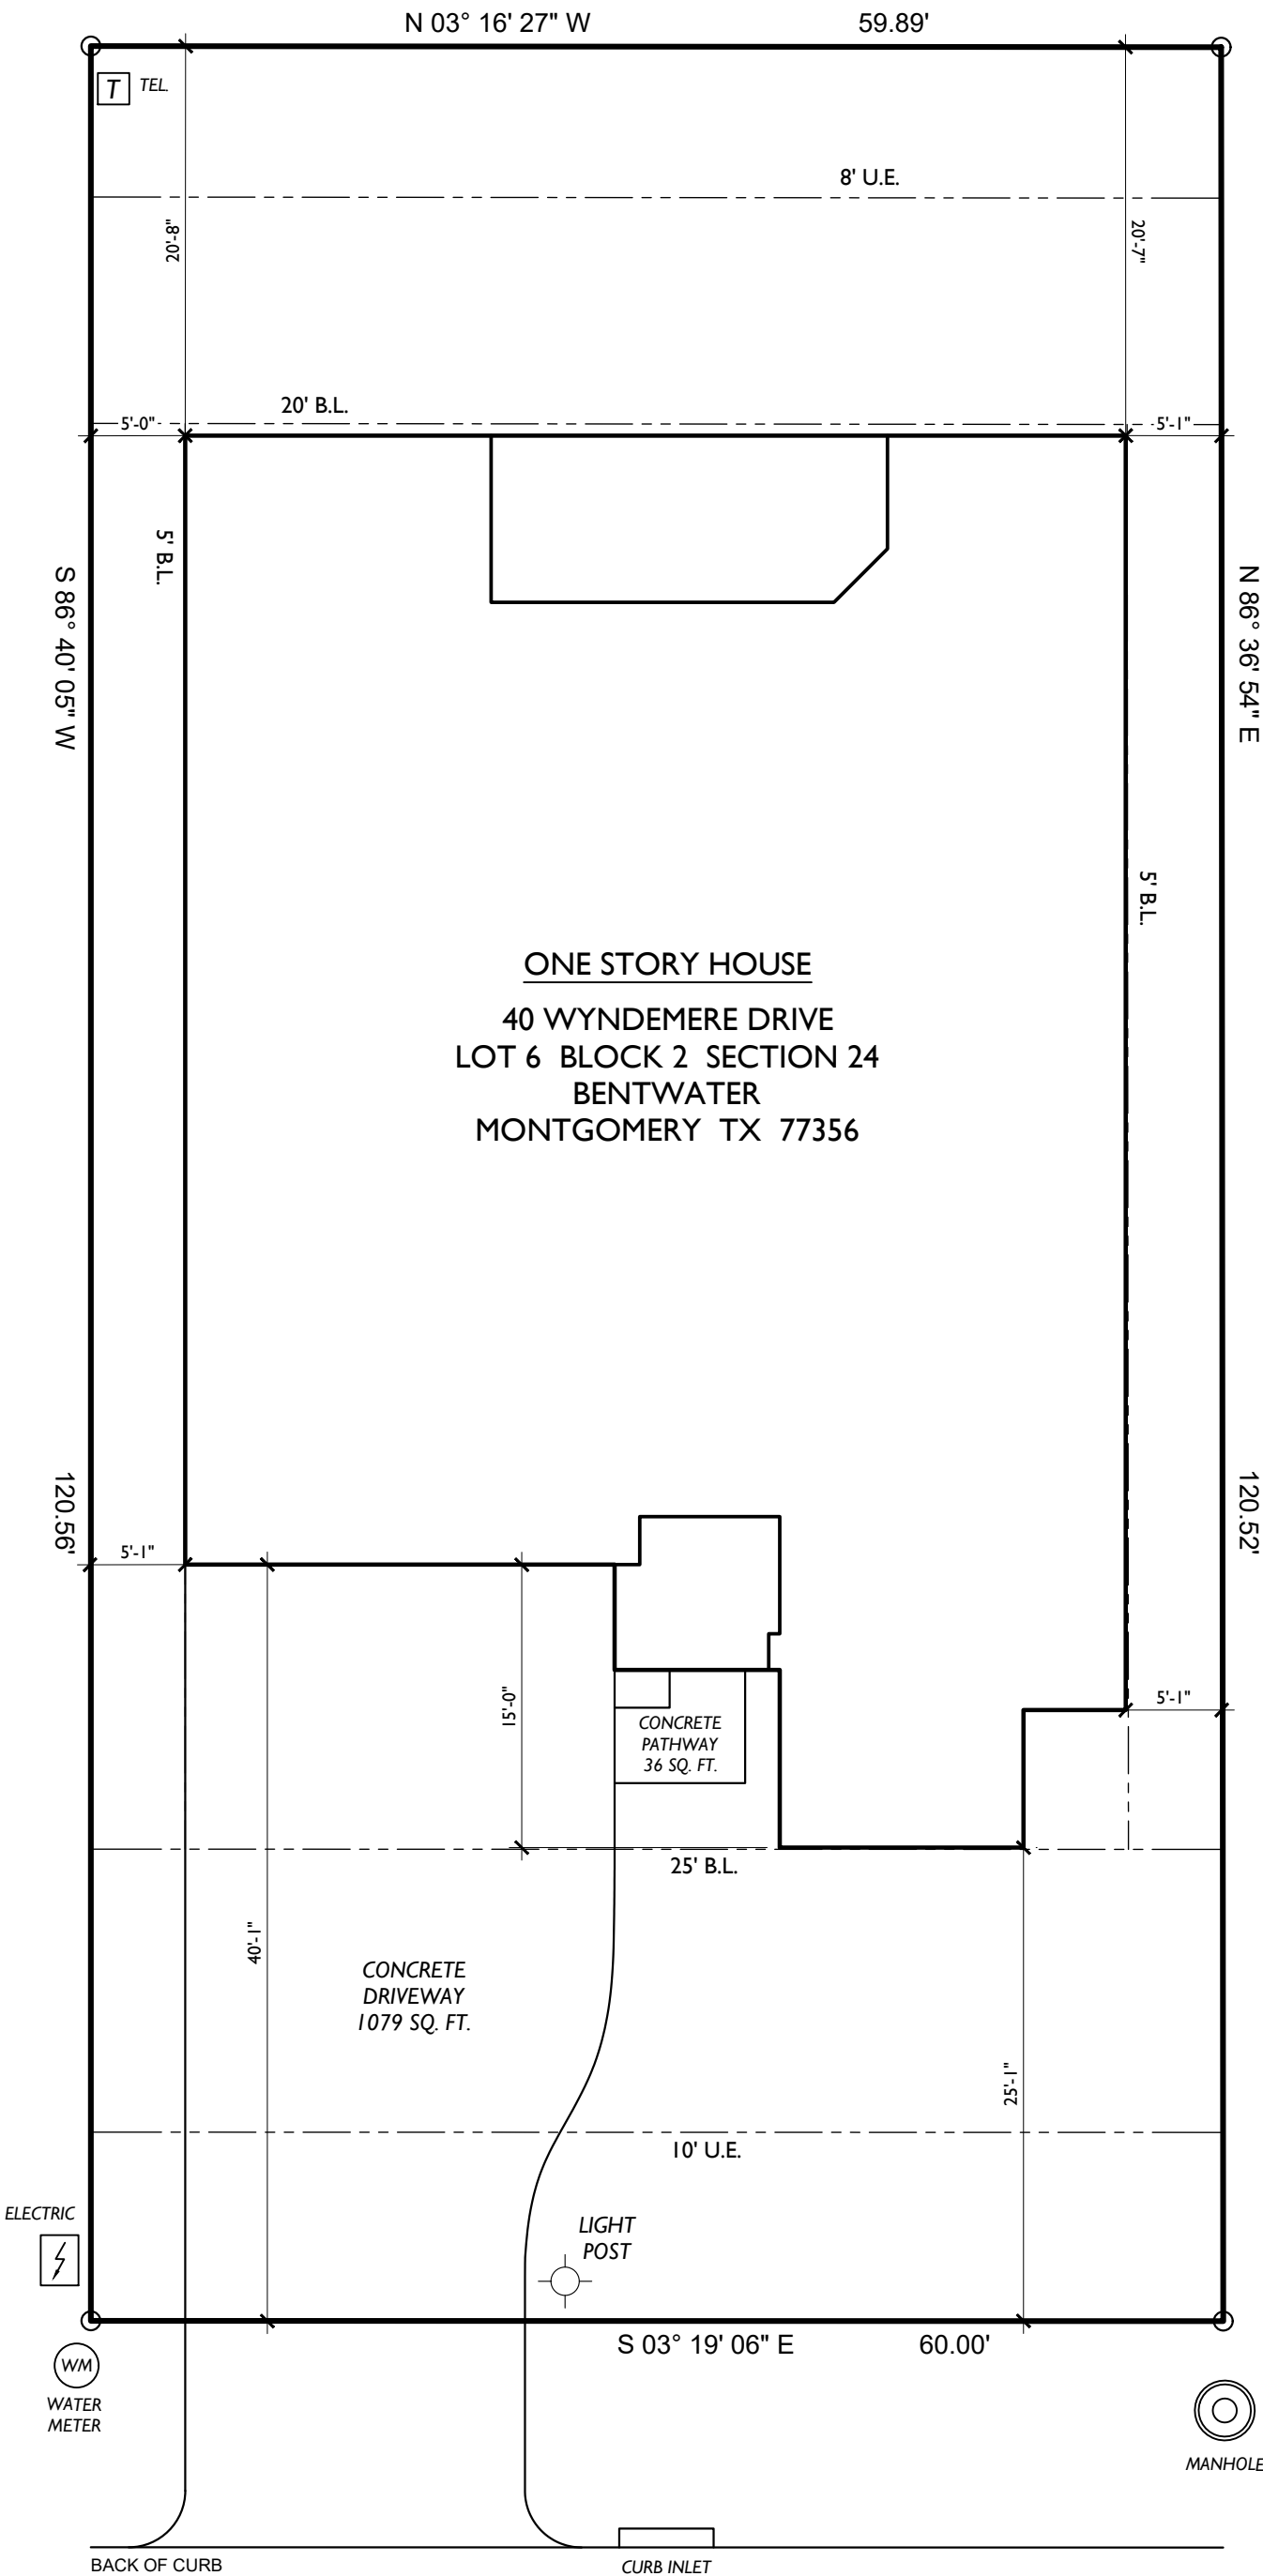 N 03° 16' 27" W 59.89'
T TEL.
8' U.E.
20'-8"
20'-7"
20' B.L.
5'-0"
5'-1"
5' B.L.
S 86° 40' 05" W
N 86° 36' 54" E
5' B.L.
ONE STORY HOUSE
40 WYNDEMERE DRIVE
LOT 6 BLOCK 2 SECTION 24
BENTWATER
MONTGOMERY TX 77356
120.56'
120.52'
5'-1"
15'-0"
5'-1"
CONCRETE
PATHWAY
36 SQ. FT.
25' B.L.
40'-1"
CONCRETE
DRIVEWAY
1079 SQ. FT.
25'-1"
10' U.E.
ELECTRIC
LIGHT
POST
S 03° 19' 06" E 60.00'
WM
WATER
METER
MANHOLE
BACK OF CURB
CURB INLET